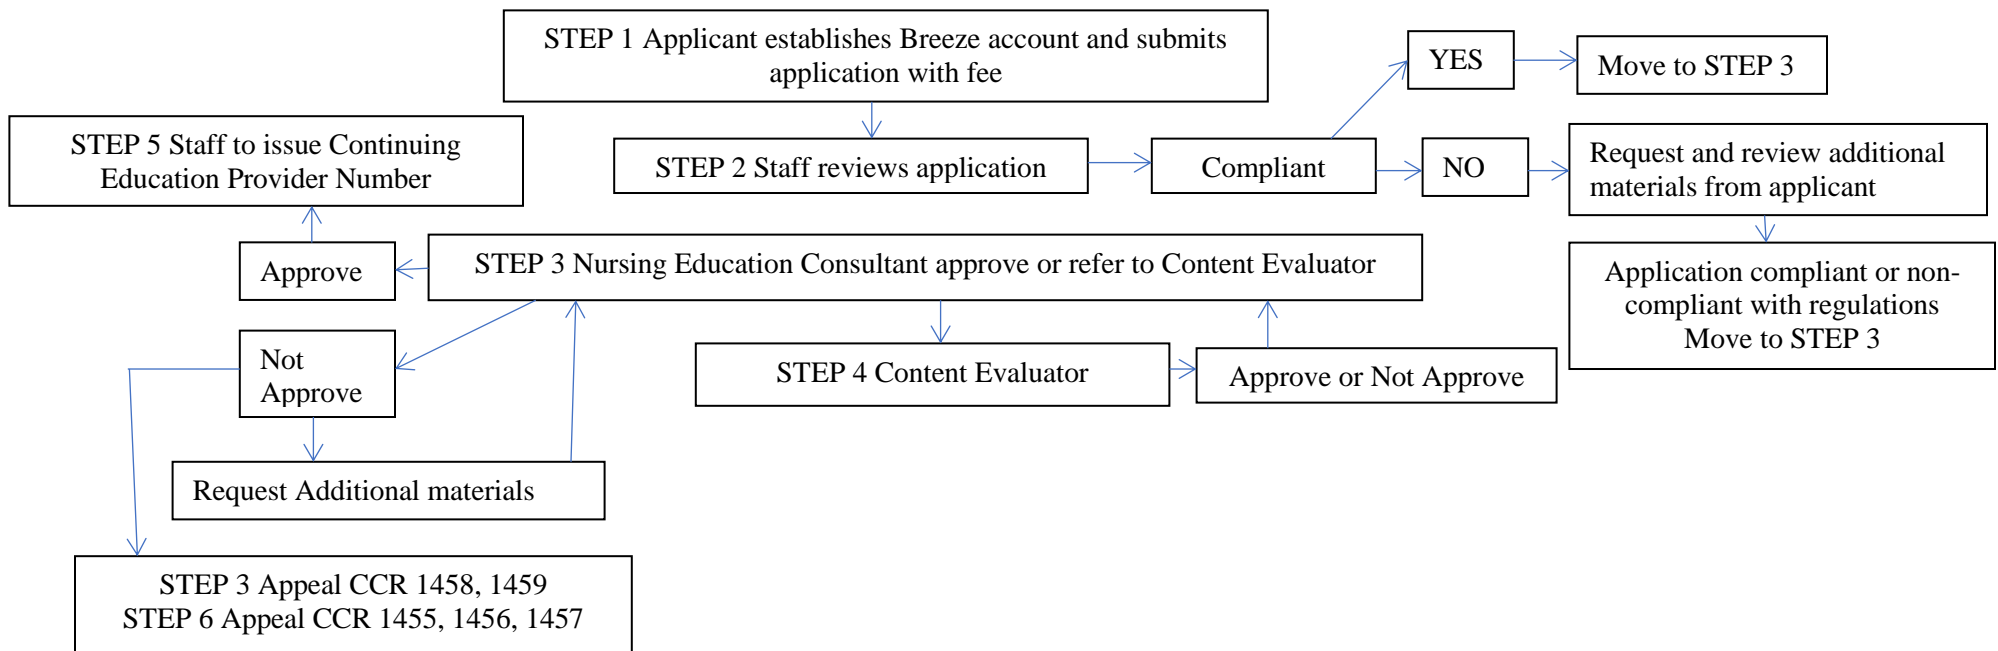 STEP 1 Applicant establishes Breeze account and submits
application with fee
YES
Move to STEP 3
STEP 5 Staff to issue Continuing
Education Provider Number
STEP 2 Staff reviews application
Compliant
NO
Request and review additional
materials from applicant
Approve
STEP 3 Nursing Education Consultant approve or refer to Content Evaluator
Application compliant or non-
compliant with regulations
Move to STEP 3
Not
Approve
STEP 4 Content Evaluator
Approve or Not Approve
Request Additional materials
STEP 3 Appeal CCR 1458, 1459
STEP 6 Appeal CCR 1455, 1456, 1457